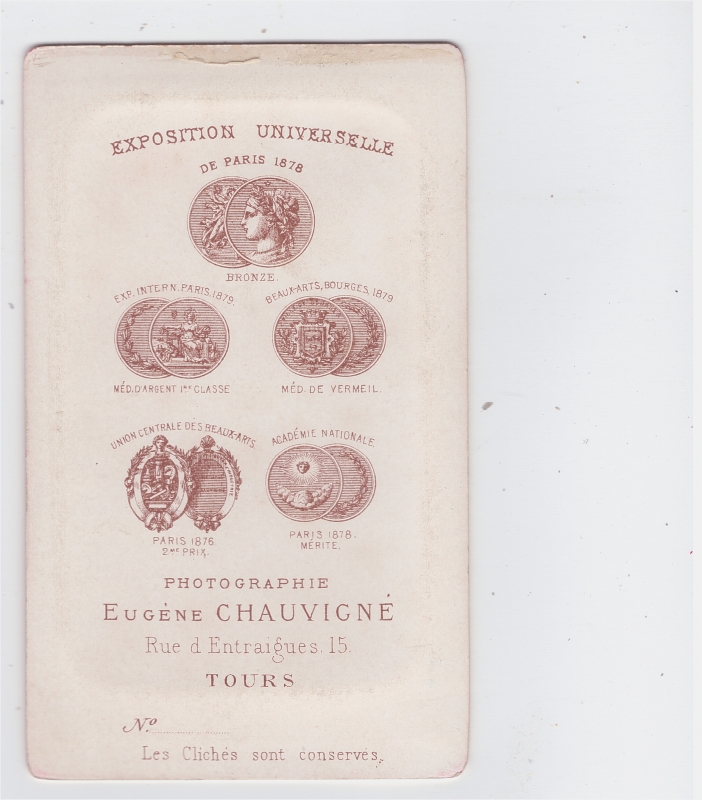 EXPOSITION UNIVERSELLE
DE PARIS 1878
BRONZE.
EXP. INTERN. PARIS. 1879.
MÉD. D'ARGENT 1RE CLASSE
BEAUX-ARTS, BOURGES, 1879
MÉD. DE VERMEIL.
UNION CENTRALE DES BEAUX-ARTS
PARIS 1876.
2ME PRIX.
ACADÉMIE NATIONALE
PARIS 1878.
MÉRITE.
PHOTOGRAPHIE
EUGÈNE CHAUVIGNÉ
Rue d'Entraigues. 15.
TOURS
No
Les Clichés sont conservés.